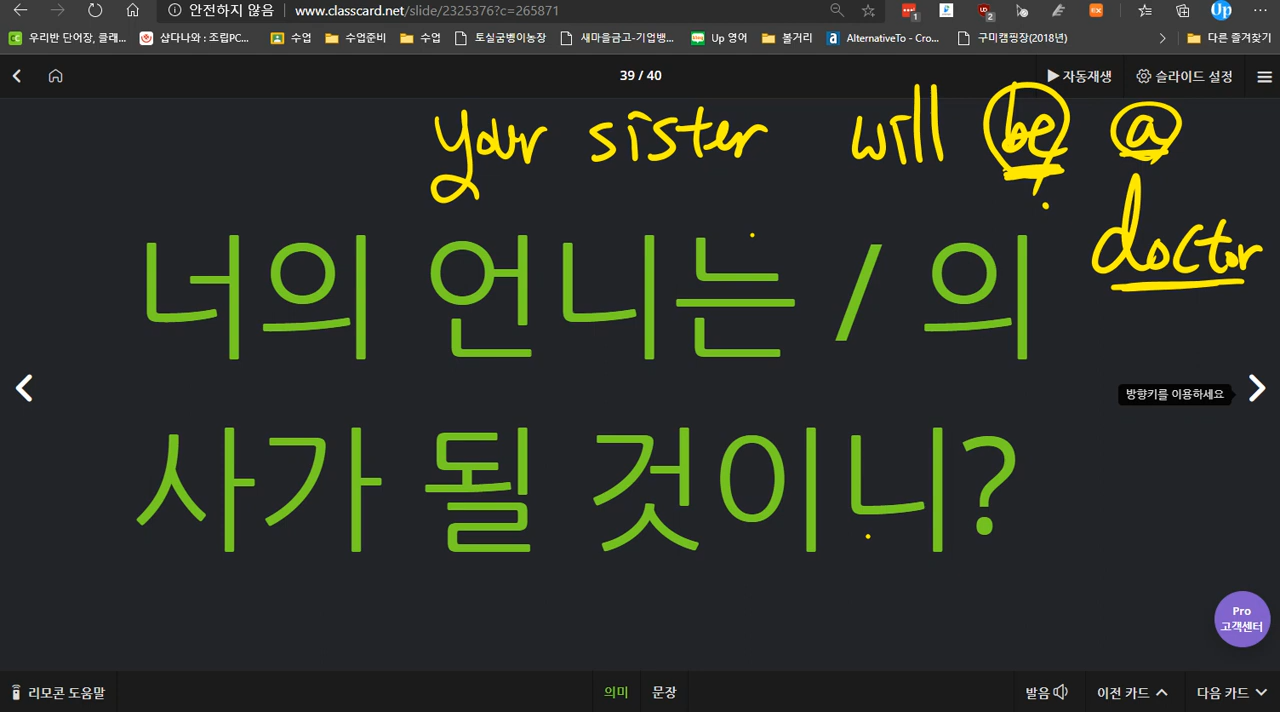 안전하지 않음 www.classcard.net/slide/2325376?c=265871
우리반 단어장, 클래... 샵다나와 : 조립PC... 수업 수업준비 수업 토실굼벵이농장 새마을금고-기업뱅... Up 영어 볼거리 AlternativeTo - Cro... 구미캠핑장(2018년) 다른 즐겨찾기
39 / 40 자동재생 슬라이드 설정
your sister will be a
doctor
너의 언니는 / 의
방향키를 이용하세요
사가 될 것이니?
Pro
고객센터
리모콘 도움말 의미 문장 발음 이전 카드 다음 카드